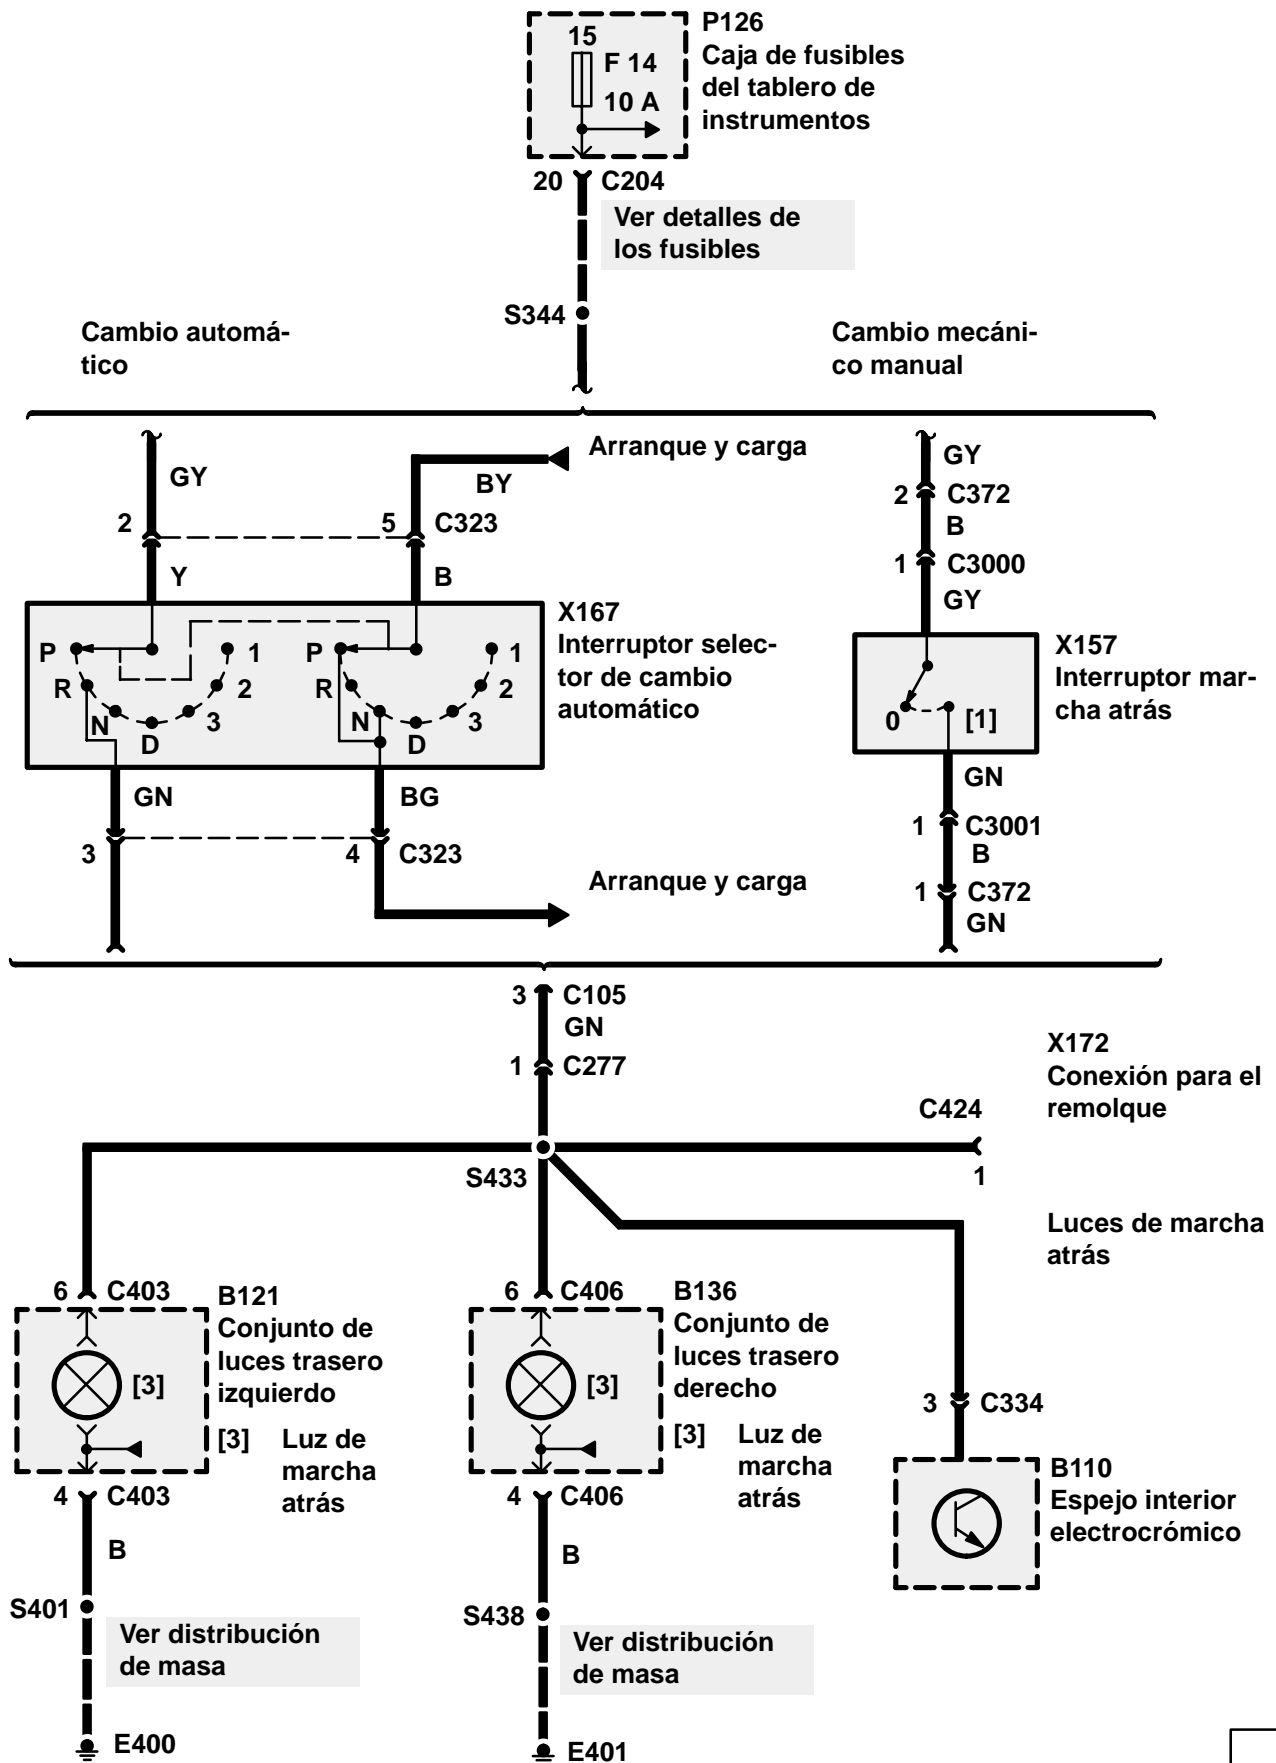 P126
Caja de fusibles
del tablero de
instrumentos
15
F 14
10 A
20
C204
Ver detalles de
los fusibles
S344
Cambio automá-
tico
Cambio mecáni-
co manual
GY
BY
Arranque y carga
GY
2
C372
2
5
C323
B
1
C3000
Y
B
GY
X167
Interruptor selec-
tor de cambio
automático
P
R
N
D
3
2
1
P
R
N
D
3
2
1
X157
Interruptor mar-
cha atrás
0
[1]
GN
BG
GN
3
4
C323
1
C3001
B
Arranque y carga
1
C372
GN
3
C105
GN
1
C277
X172
Conexión para el
remolque
C424
1
S433
Luces de marcha
atrás
6
C403
B121
Conjunto de
luces trasero
izquierdo
[3]
[3]
Luz de
marcha
atrás
4
C403
6
C406
B136
Conjunto de
luces trasero
derecho
[3]
[3]
Luz de
marcha
atrás
4
C406
3
C334
B110
Espejo interior
electrocrómico
B
B
S401
Ver distribución
de masa
S438
Ver distribución
de masa
E400
E401